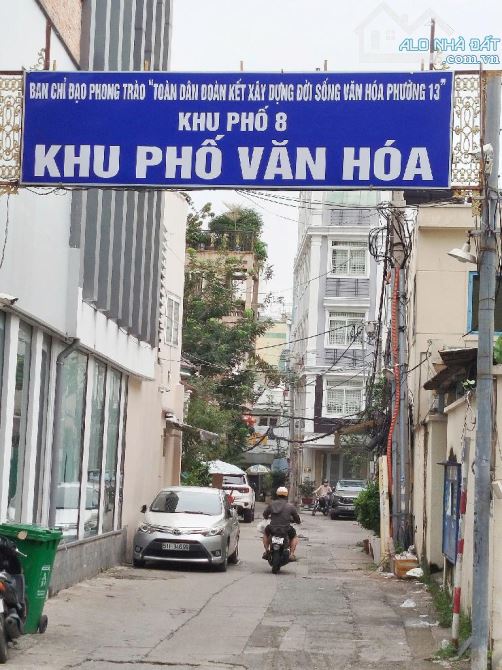 ALO NHÀ ĐẤT
.com.vn
BAN CHỈ ĐẠO PHONG TRÀO "TOÀN DÂN ĐOÀN KẾT XÂY DỰNG ĐỜI SỐNG VĂN HÓA PHƯỜNG 13"
KHU PHỐ 8
KHU PHỐ VĂN HÓA